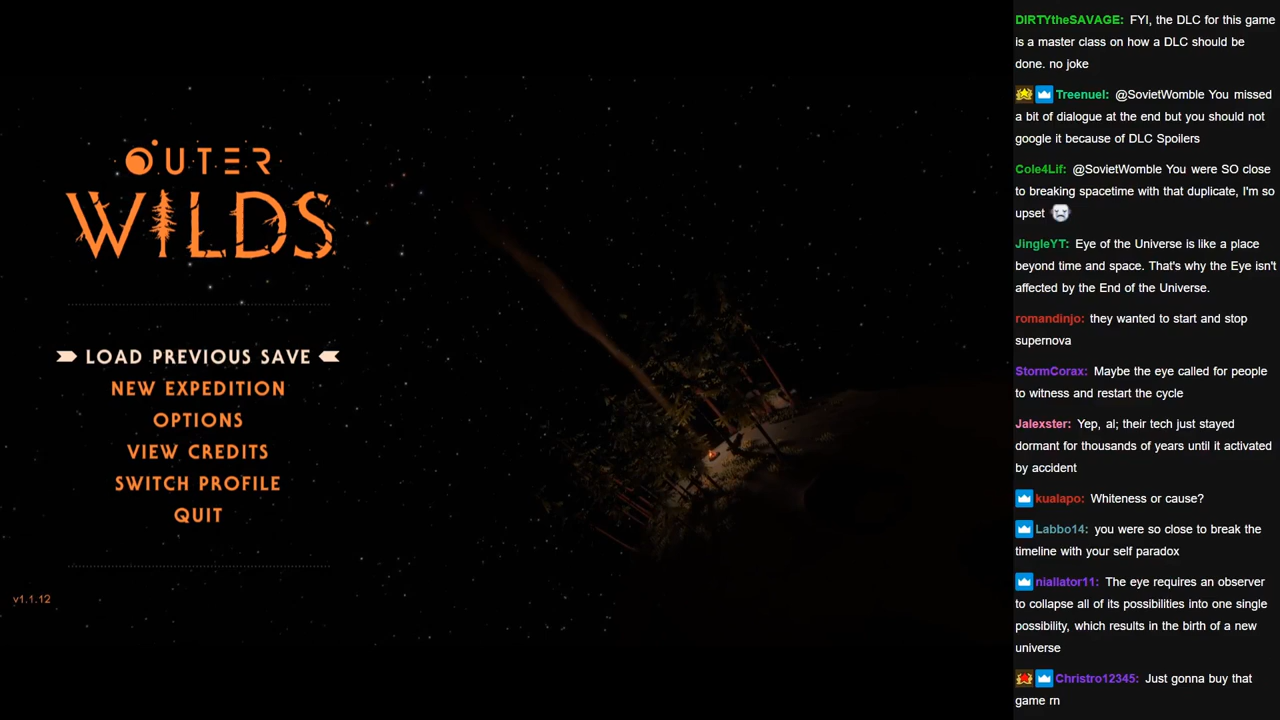 OUTER
WILDS
LOAD PREVIOUS SAVE
NEW EXPEDITION
OPTIONS
VIEW CREDITS
SWITCH PROFILE
QUIT
v1.1.12
DIRTYtheSAVAGE: FYI, the DLC for this game
is a master class on how a DLC should be
done. no joke
Treenuel: @SovietWomble You missed
a bit of dialogue at the end but you should not
google it because of DLC Spoilers
Cole4Lif: @SovietWomble You were SO close
to breaking spacetime with that duplicate, I'm so
upset
JingleYT: Eye of the Universe is like a place
beyond time and space. That's why the Eye isn't
affected by the End of the Universe.
romandinjo: they wanted to start and stop
supernova
StormCorax: Maybe the eye called for people
to witness and restart the cycle
Jalexster: Yep, al; their tech just stayed
dormant for thousands of years until it activated
by accident
kualapo: Whiteness or cause?
Labbo14: you were so close to break the
timeline with your self paradox
niallator11: The eye requires an observer
to collapse all of its possibilities into one single
possibility, which results in the birth of a new
universe
Christro12345: Just gonna buy that
game rn